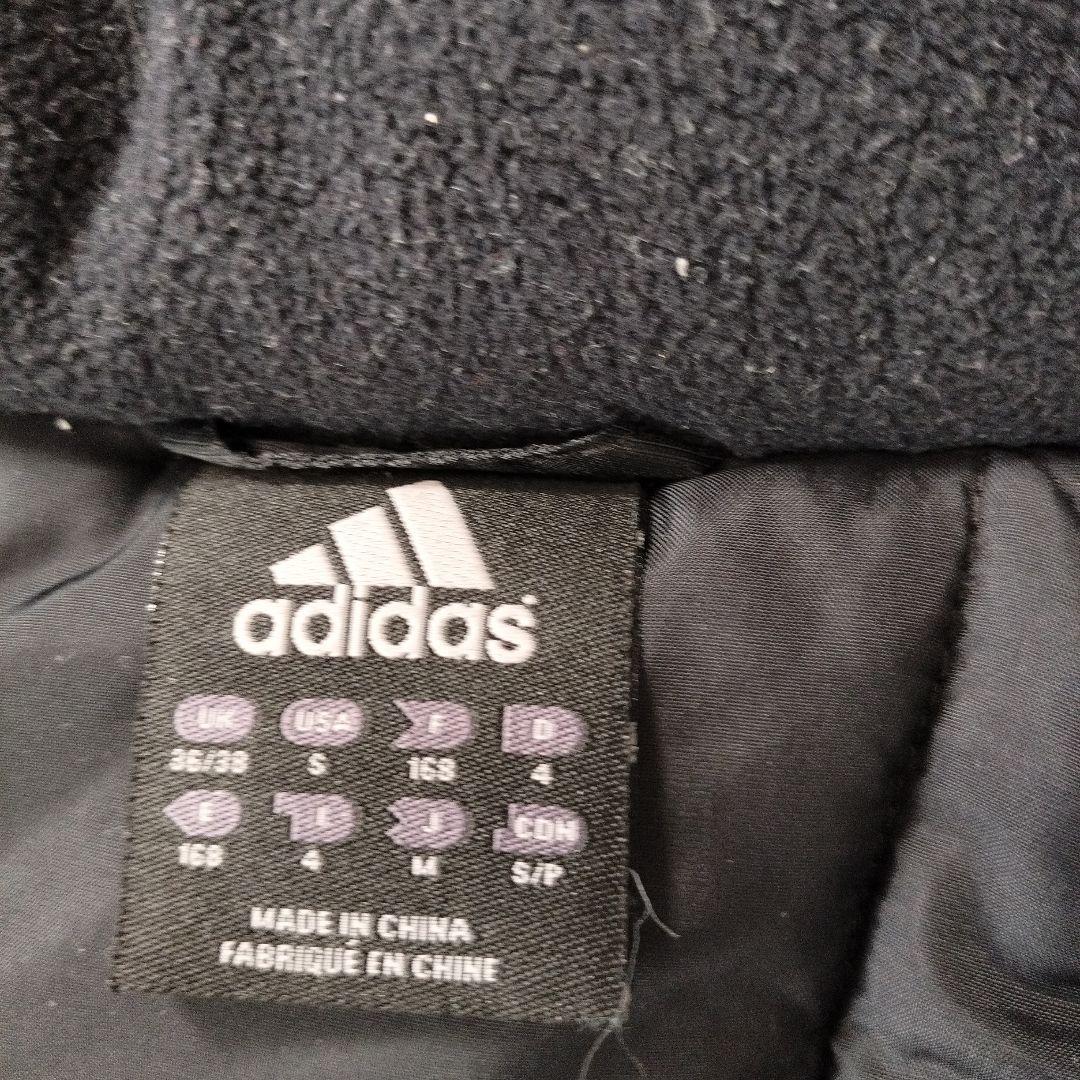 adidas
UK USA F D
36/38 S 168 4
E I J CDN
168 4 M S/P
MADE IN CHINA
FABRIQUÉ EN CHINE